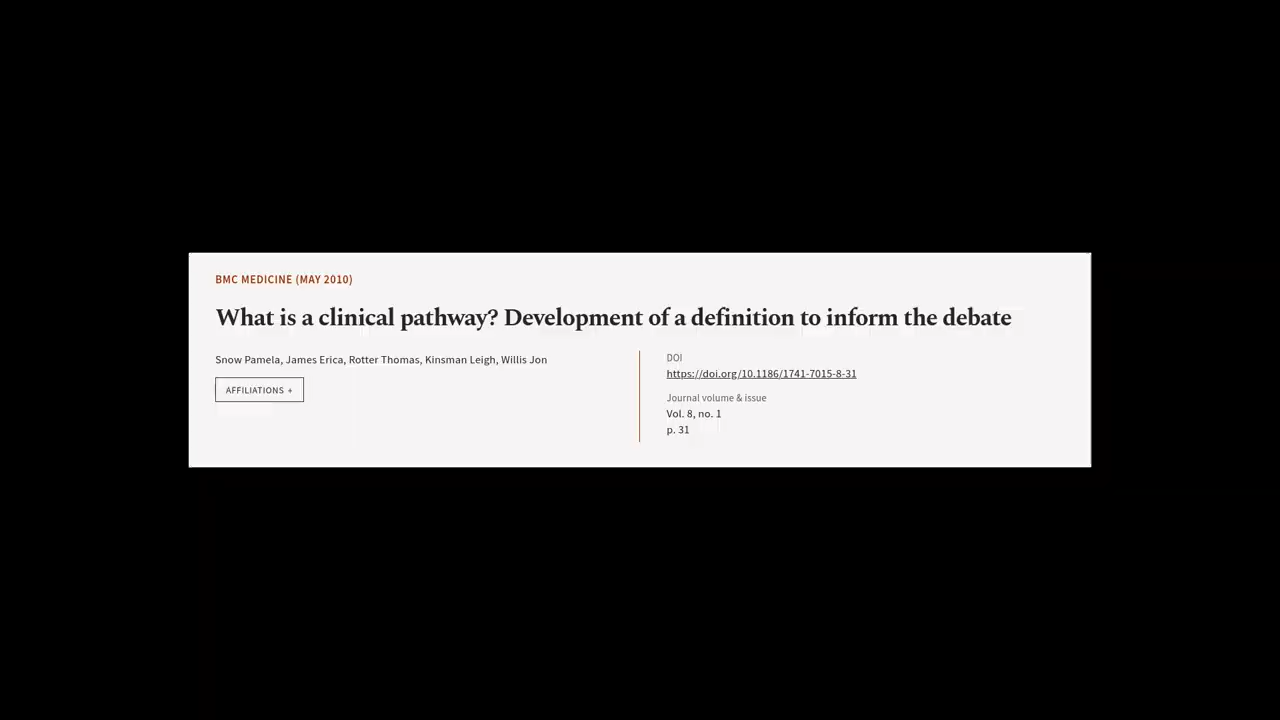 BMC MEDICINE (MAY 2010)
What is a clinical pathway? Development of a definition to inform the debate
Snow Pamela, James Erica, Rotter Thomas, Kinsman Leigh, Willis Jon
AFFILIATIONS +
DOI
https://doi.org/10.1186/1741-7015-8-31
Journal volume & issue
Vol. 8, no. 1
p. 31